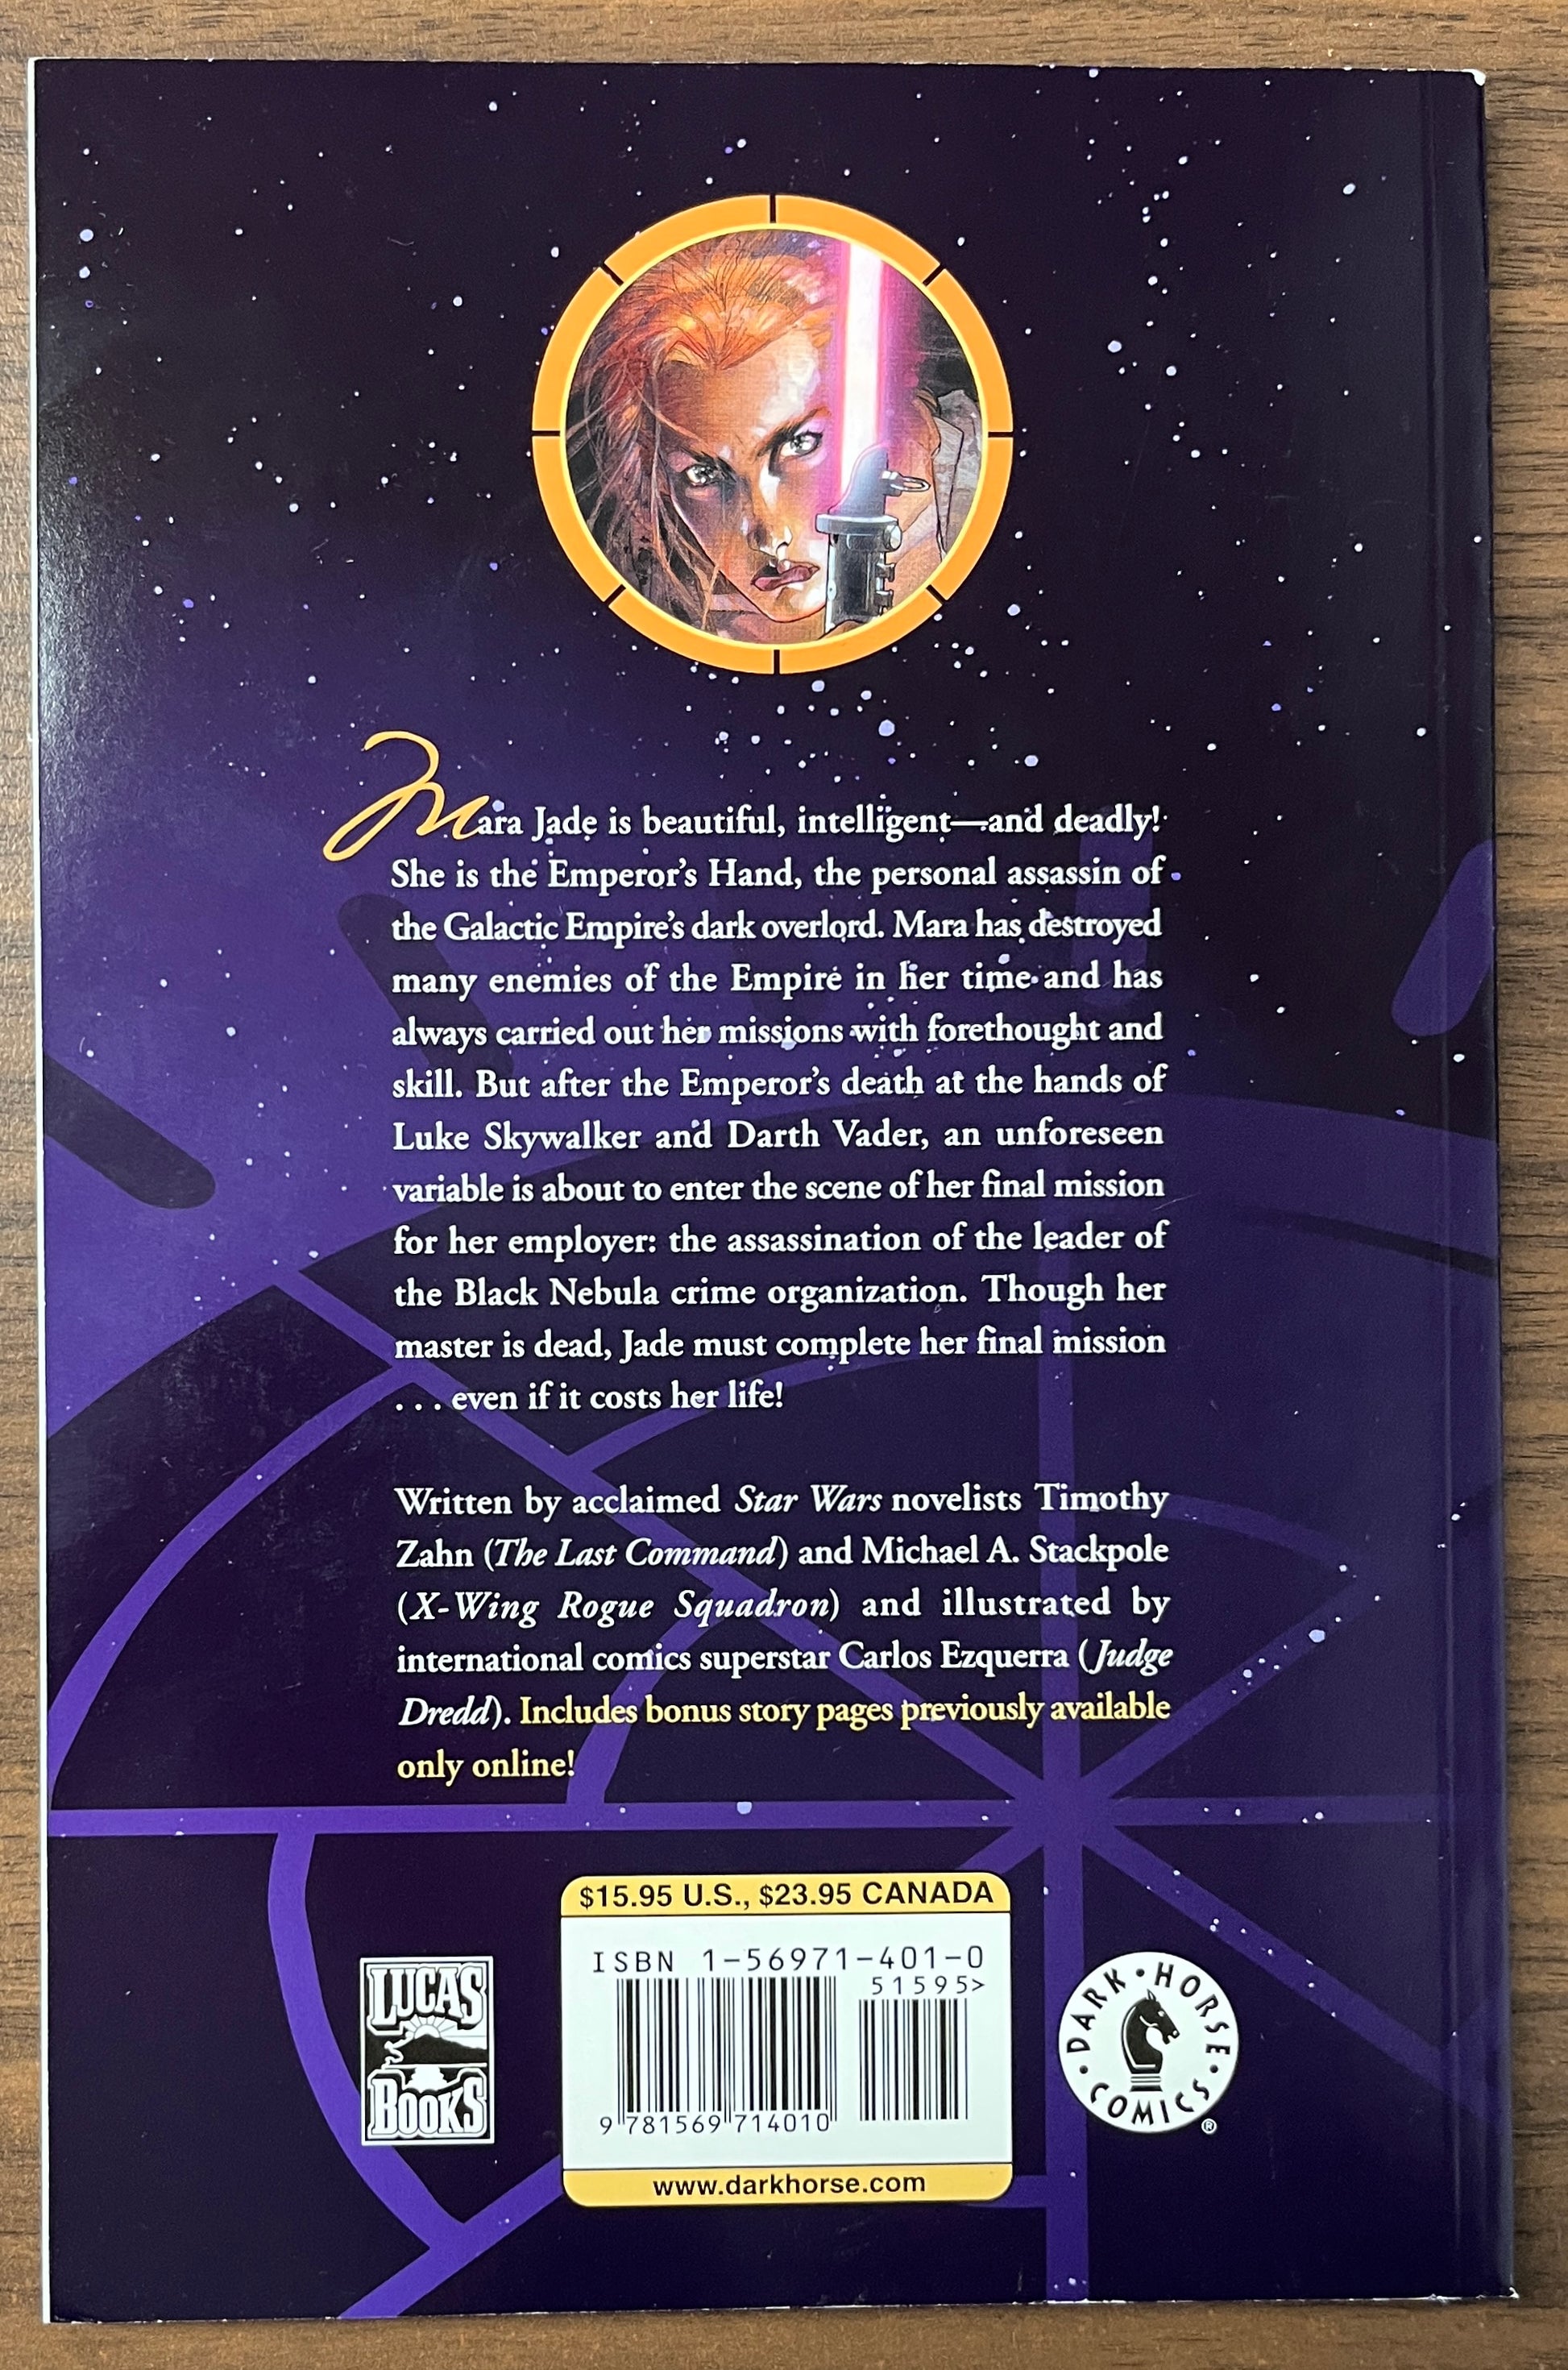 Mara Jade is beautiful, intelligent—and deadly!
She is the Emperor's Hand, the personal assassin of
the Galactic Empire's dark overlord. Mara has destroyed
many enemies of the Empire in her time and has
always carried out her missions with forethought and
skill. But after the Emperor's death at the hands of
Luke Skywalker and Darth Vader, an unforeseen
variable is about to enter the scene of her final mission
for her employer: the assassination of the leader of
the Black Nebula crime organization. Though her
master is dead, Jade must complete her final mission
. . . even if it costs her life!
Written by acclaimed Star Wars novelists Timothy
Zahn (The Last Command) and Michael A. Stackpole
(X-Wing Rogue Squadron) and illustrated by
international comics superstar Carlos Ezquerra (Judge
Dredd). Includes bonus story pages previously available
only online!
$15.95 U.S., $23.95 CANADA
ISBN 1-56971-401-0
51595>
9 781569 714010
www.darkhorse.com
LUCAS
BOOKS
DARK • HORSE
• COMICS •
®